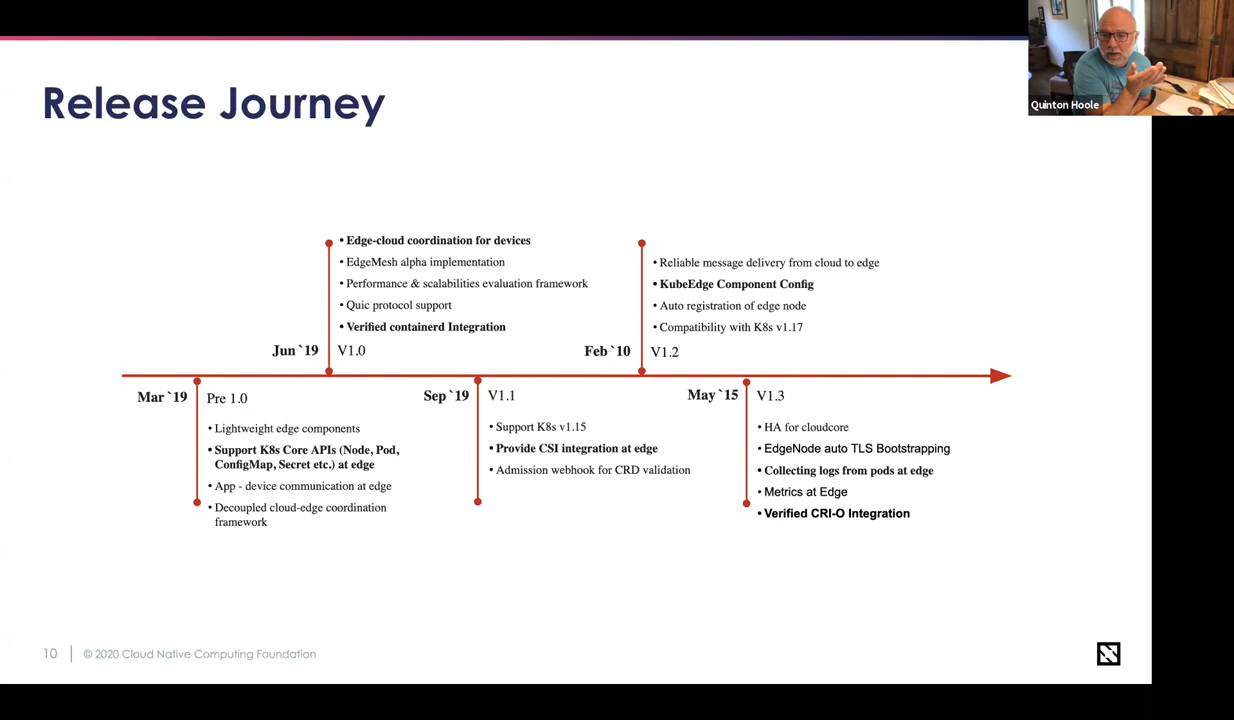 Release Journey
Quinton Hoole
• Edge-cloud coordination for devices
• EdgeMesh alpha implementation
• Performance & scalabilities evaluation framework
• Quic protocol support
• Verified containerd Integration
Jun `19 V1.0
• Reliable message delivery from cloud to edge
• KubeEdge Component Config
• Auto registration of edge node
• Compatibility with K8s v1.17
Feb `10 V1.2
Mar `19 Pre 1.0
• Lightweight edge components
• Support K8s Core APIs (Node, Pod,
ConfigMap, Secret etc.) at edge
• App - device communication at edge
• Decoupled cloud-edge coordination
framework
Sep `19 V1.1
• Support K8s v1.15
• Provide CSI integration at edge
• Admission webhook for CRD validation
May `15 V1.3
• HA for cloudcore
• EdgeNode auto TLS Bootstrapping
• Collecting logs from pods at edge
• Metrics at Edge
• Verified CRI-O Integration
10 | © 2020 Cloud Native Computing Foundation